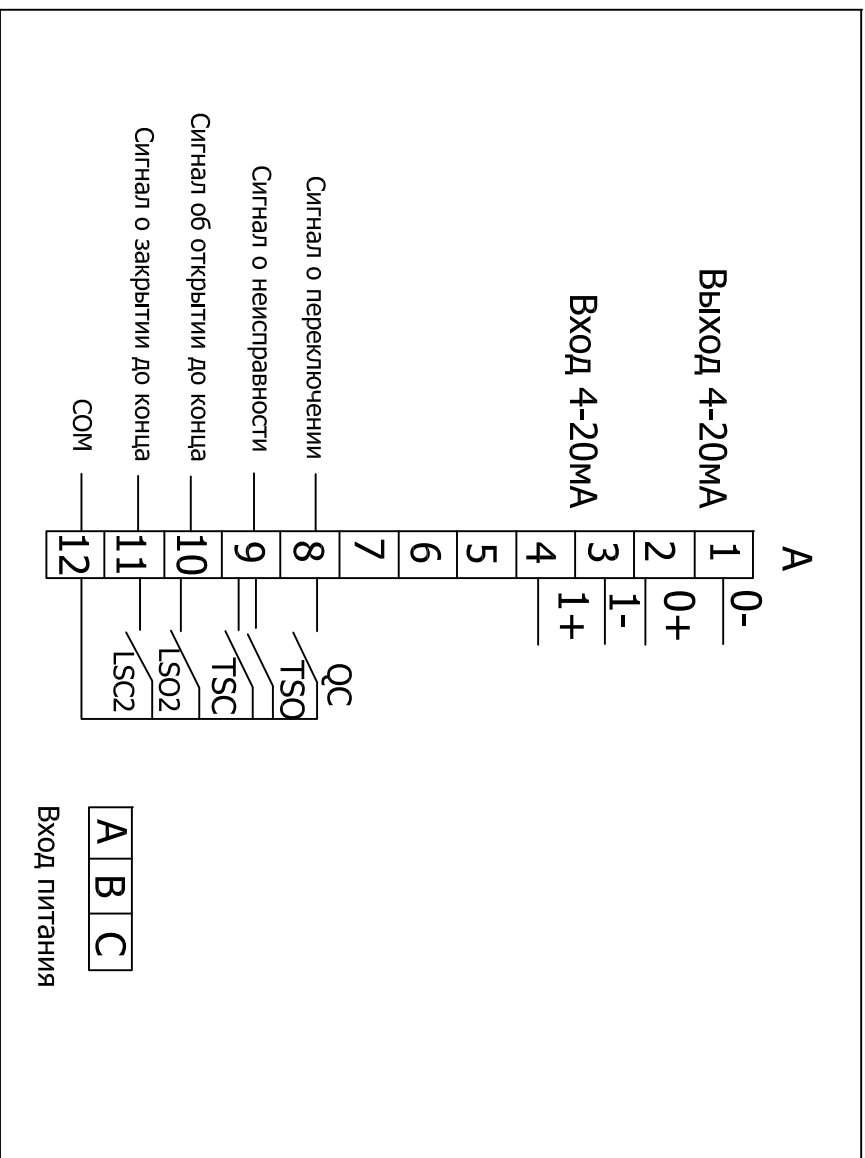 A
Выход 4-20мА
1
0-
2
0+
Вход 4-20мА
3
1-
4
1+
5
6
7
Сигнал о переключении
8
QC
Сигнал о неисправности
9
TSO
TSC
Сигнал об открытии до конца
10
LSO2
Сигнал о закрытии до конца
11
LSC2
COM
12
A B C
Вход питания